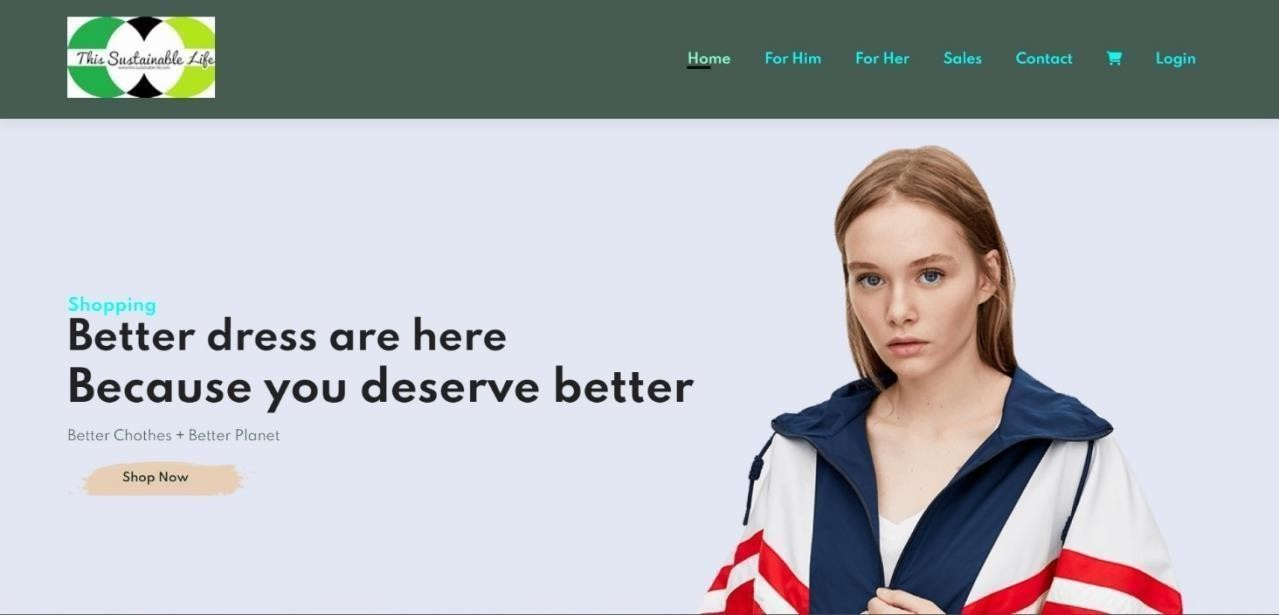 This Sustainable Life
Home
For Him
For Her
Sales
Contact
Login
Shopping
Better dress are here
Because you deserve better
Better Chothes + Better Planet
Shop Now